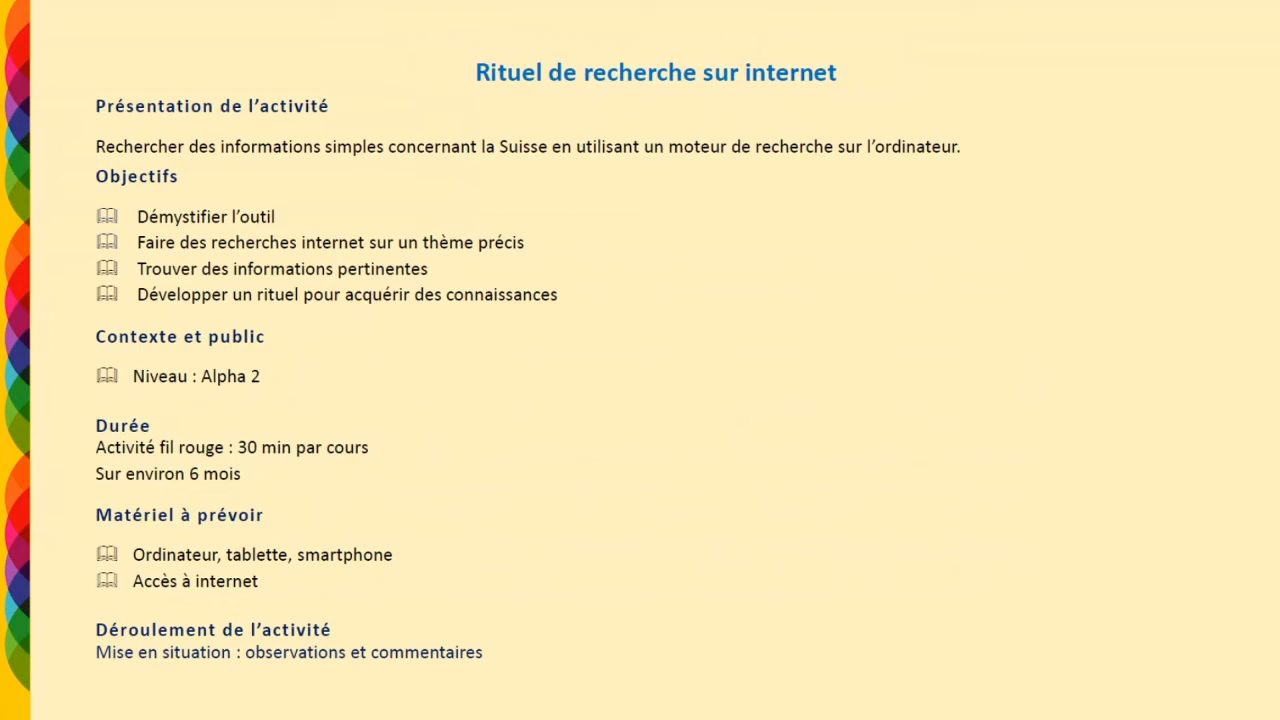 Rituel de recherche sur internet
Présentation de l’activité
Rechercher des informations simples concernant la Suisse en utilisant un moteur de recherche sur l’ordinateur.
Objectifs
Démystifier l’outil
Faire des recherches internet sur un thème précis
Trouver des informations pertinentes
Développer un rituel pour acquérir des connaissances
Contexte et public
Niveau : Alpha 2
Durée
Activité fil rouge : 30 min par cours
Sur environ 6 mois
Matériel à prévoir
Ordinateur, tablette, smartphone
Accès à internet
Déroulement de l’activité
Mise en situation : observations et commentaires